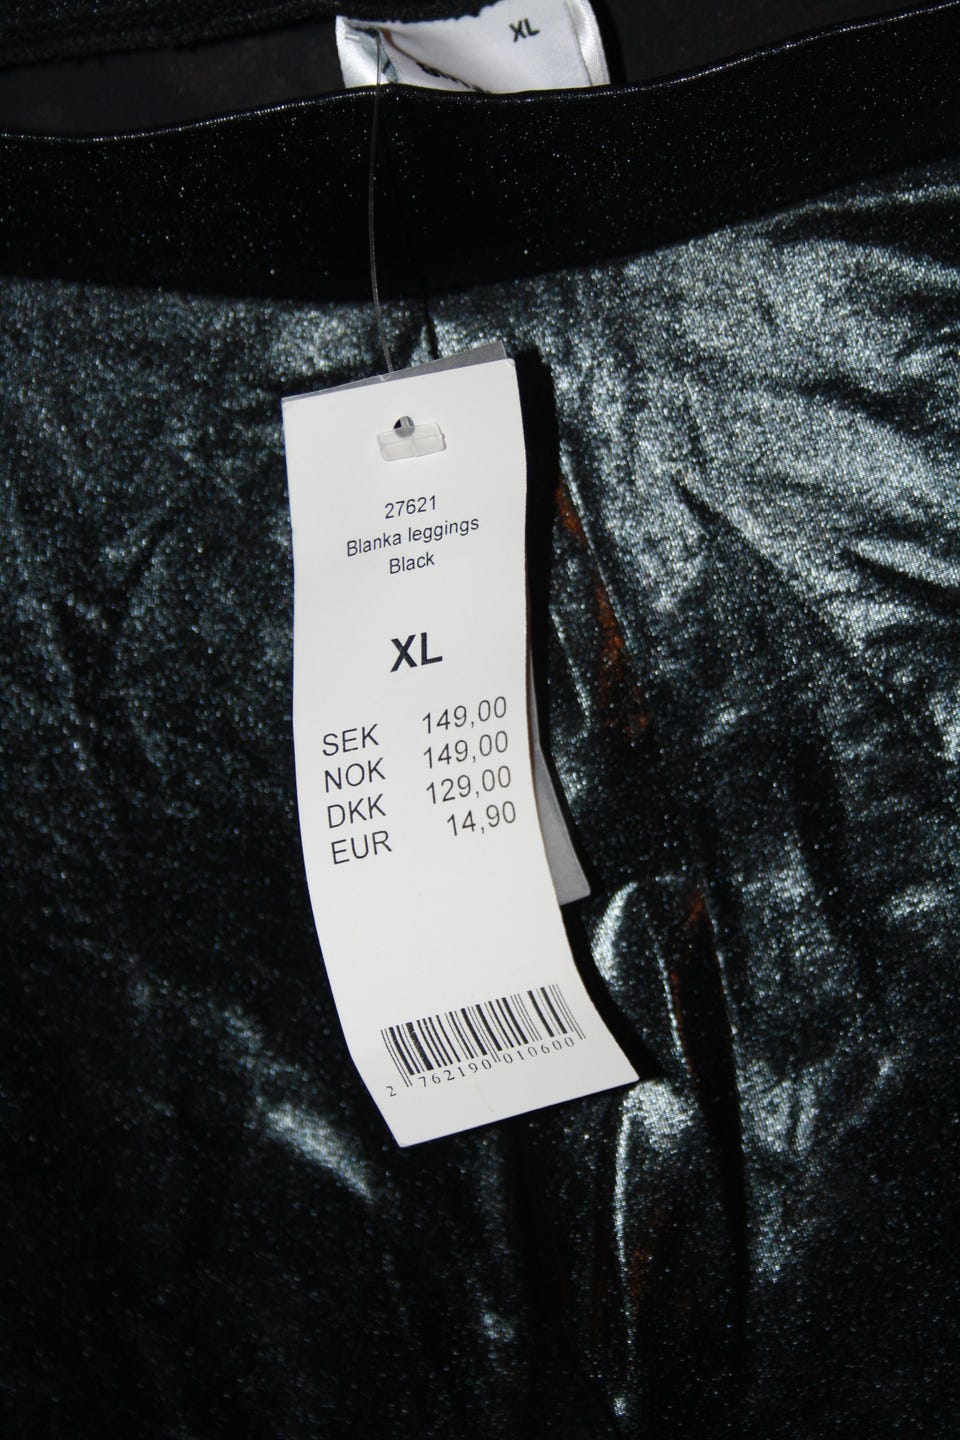 XL
27621
Blanka leggings
Black
XL
SEK 149,00
NOK 149,00
DKK 129,00
EUR 14,90
2 762190 010600